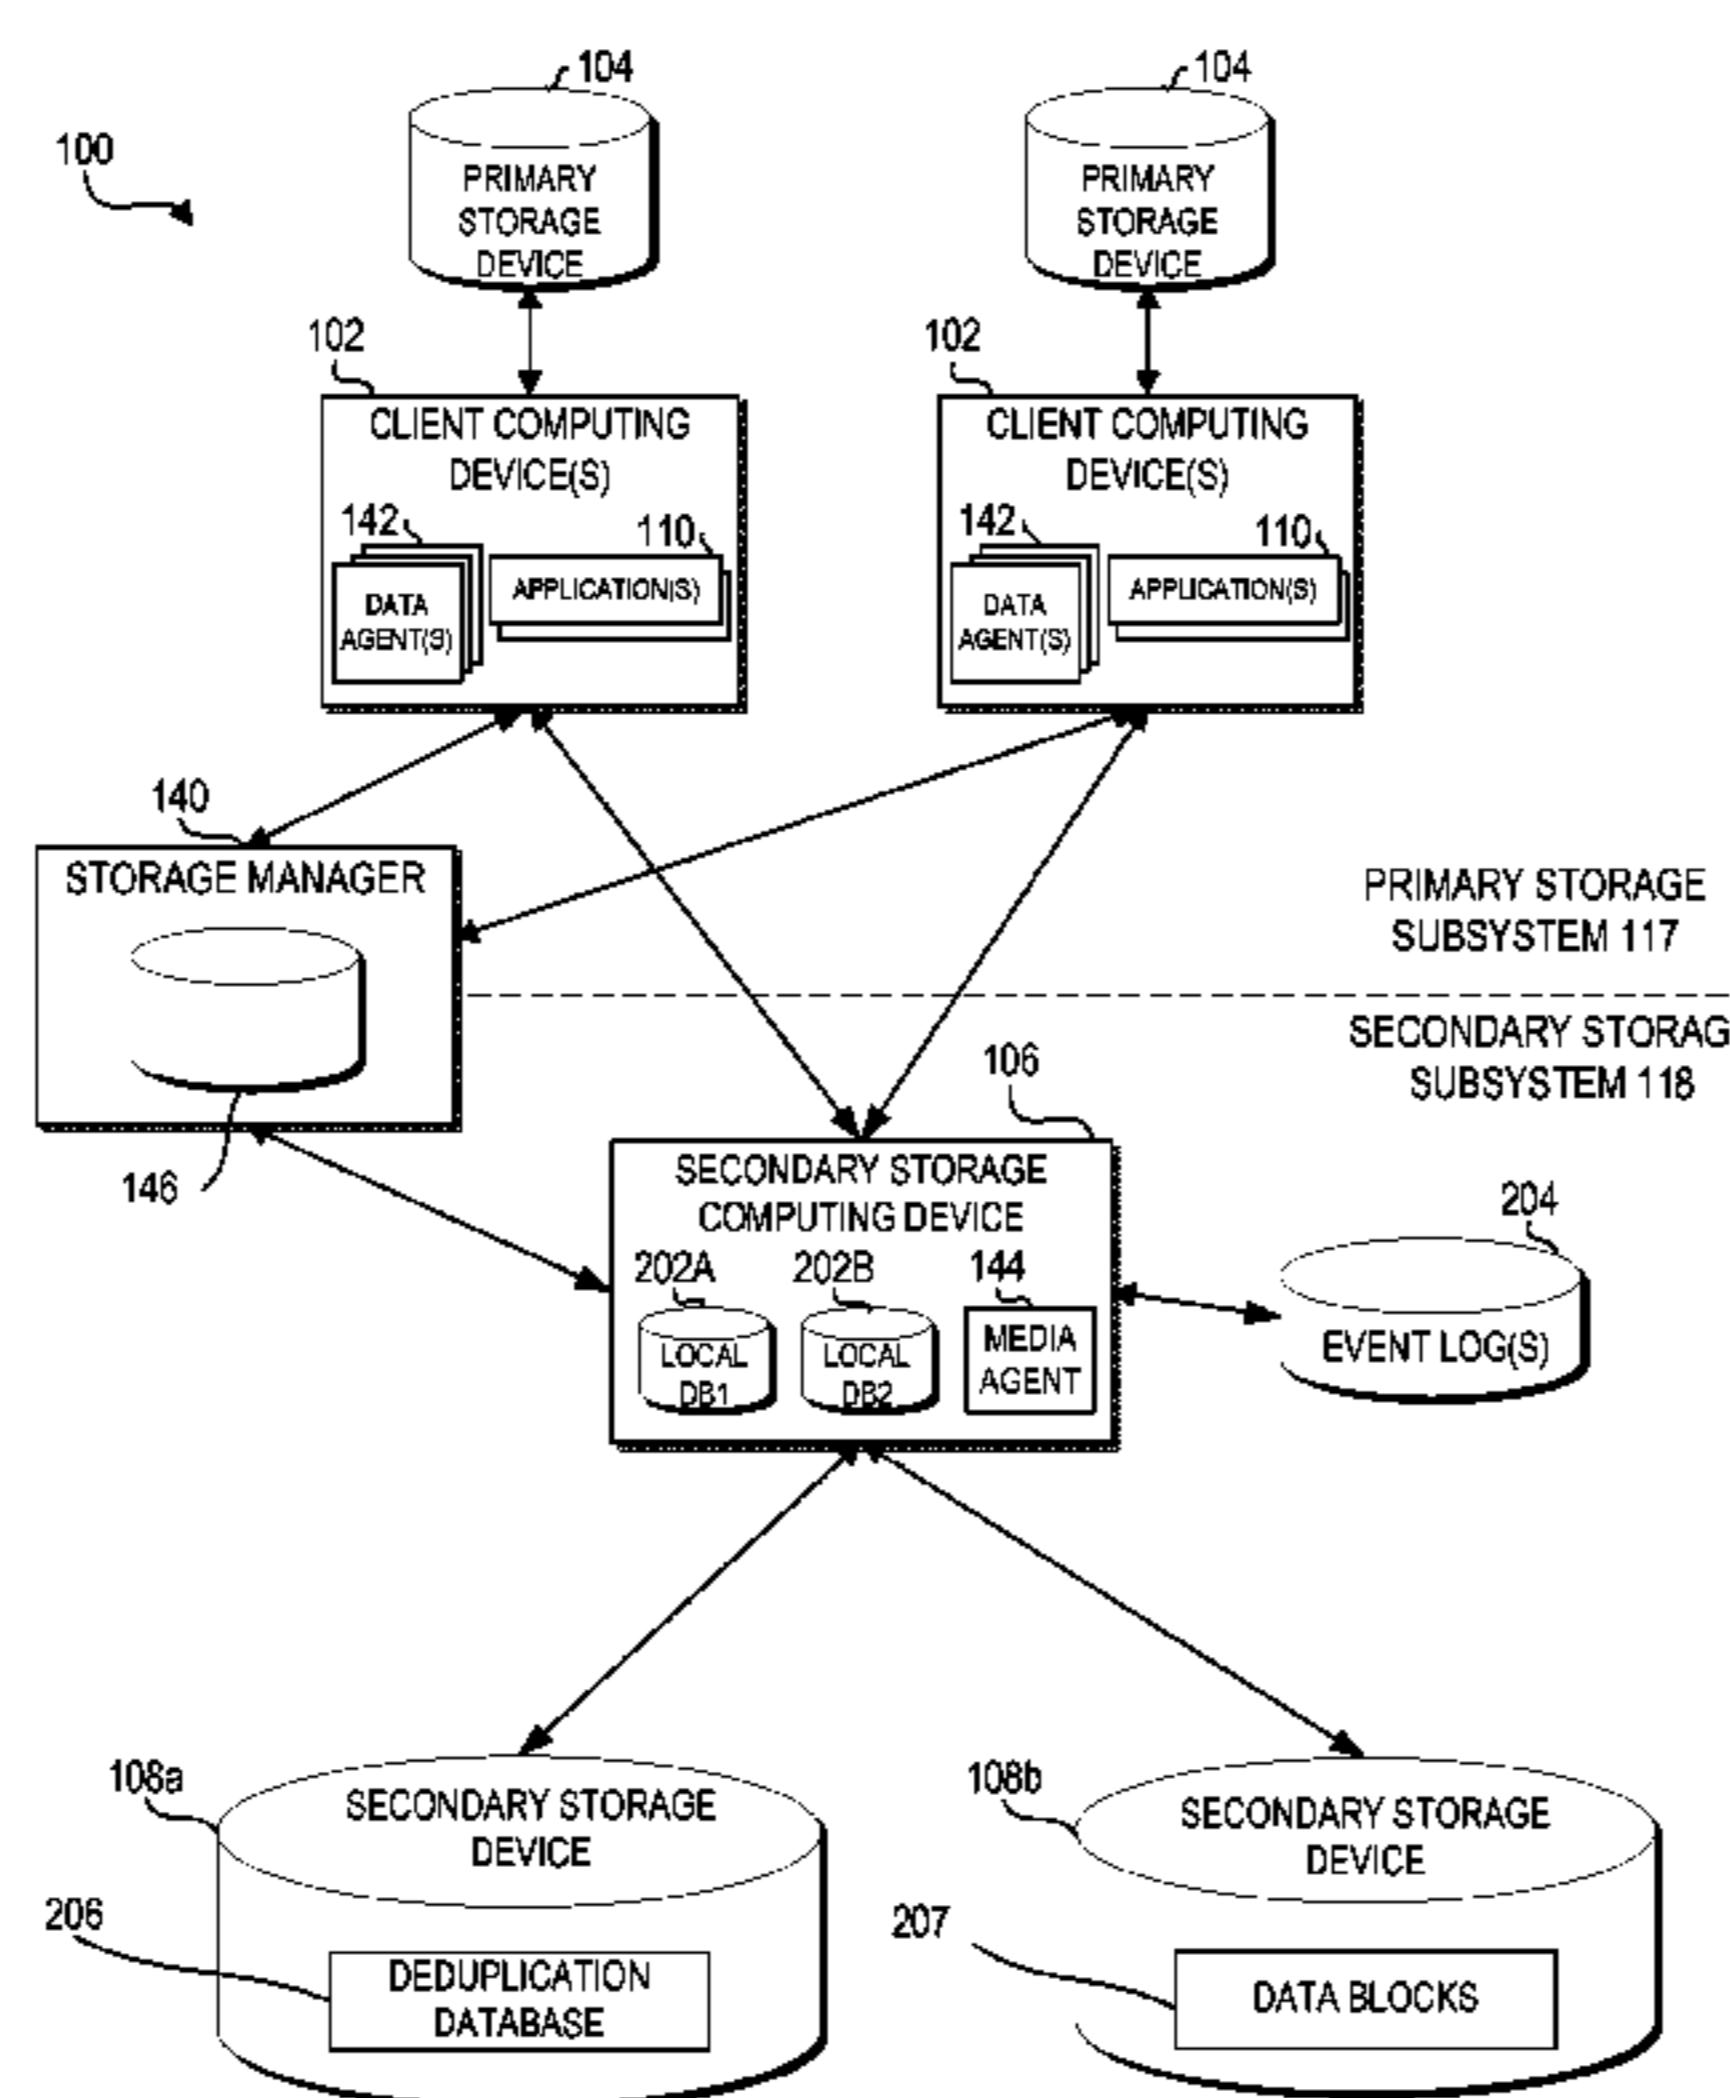 104
104
100
PRIMARY
STORAGE
DEVICE
PRIMARY
STORAGE
DEVICE
102
102
CLIENT COMPUTING
DEVICE(S)
142
110
DATA
AGENT(S)
APPLICATION(S)
CLIENT COMPUTING
DEVICE(S)
142
110
DATA
AGENT(S)
APPLICATION(S)
140
STORAGE MANAGER
146
PRIMARY STORAGE
SUBSYSTEM 117
SECONDARY STORAG
SUBSYSTEM 118
106
SECONDARY STORAGE
COMPUTING DEVICE
202A
202B
144
LOCAL
DB1
LOCAL
DB2
MEDIA
AGENT
204
EVENT LOG(S)
108a
SECONDARY STORAGE
DEVICE
206
DEDUPLICATION
DATABASE
108b
SECONDARY STORAGE
DEVICE
207
DATA BLOCKS